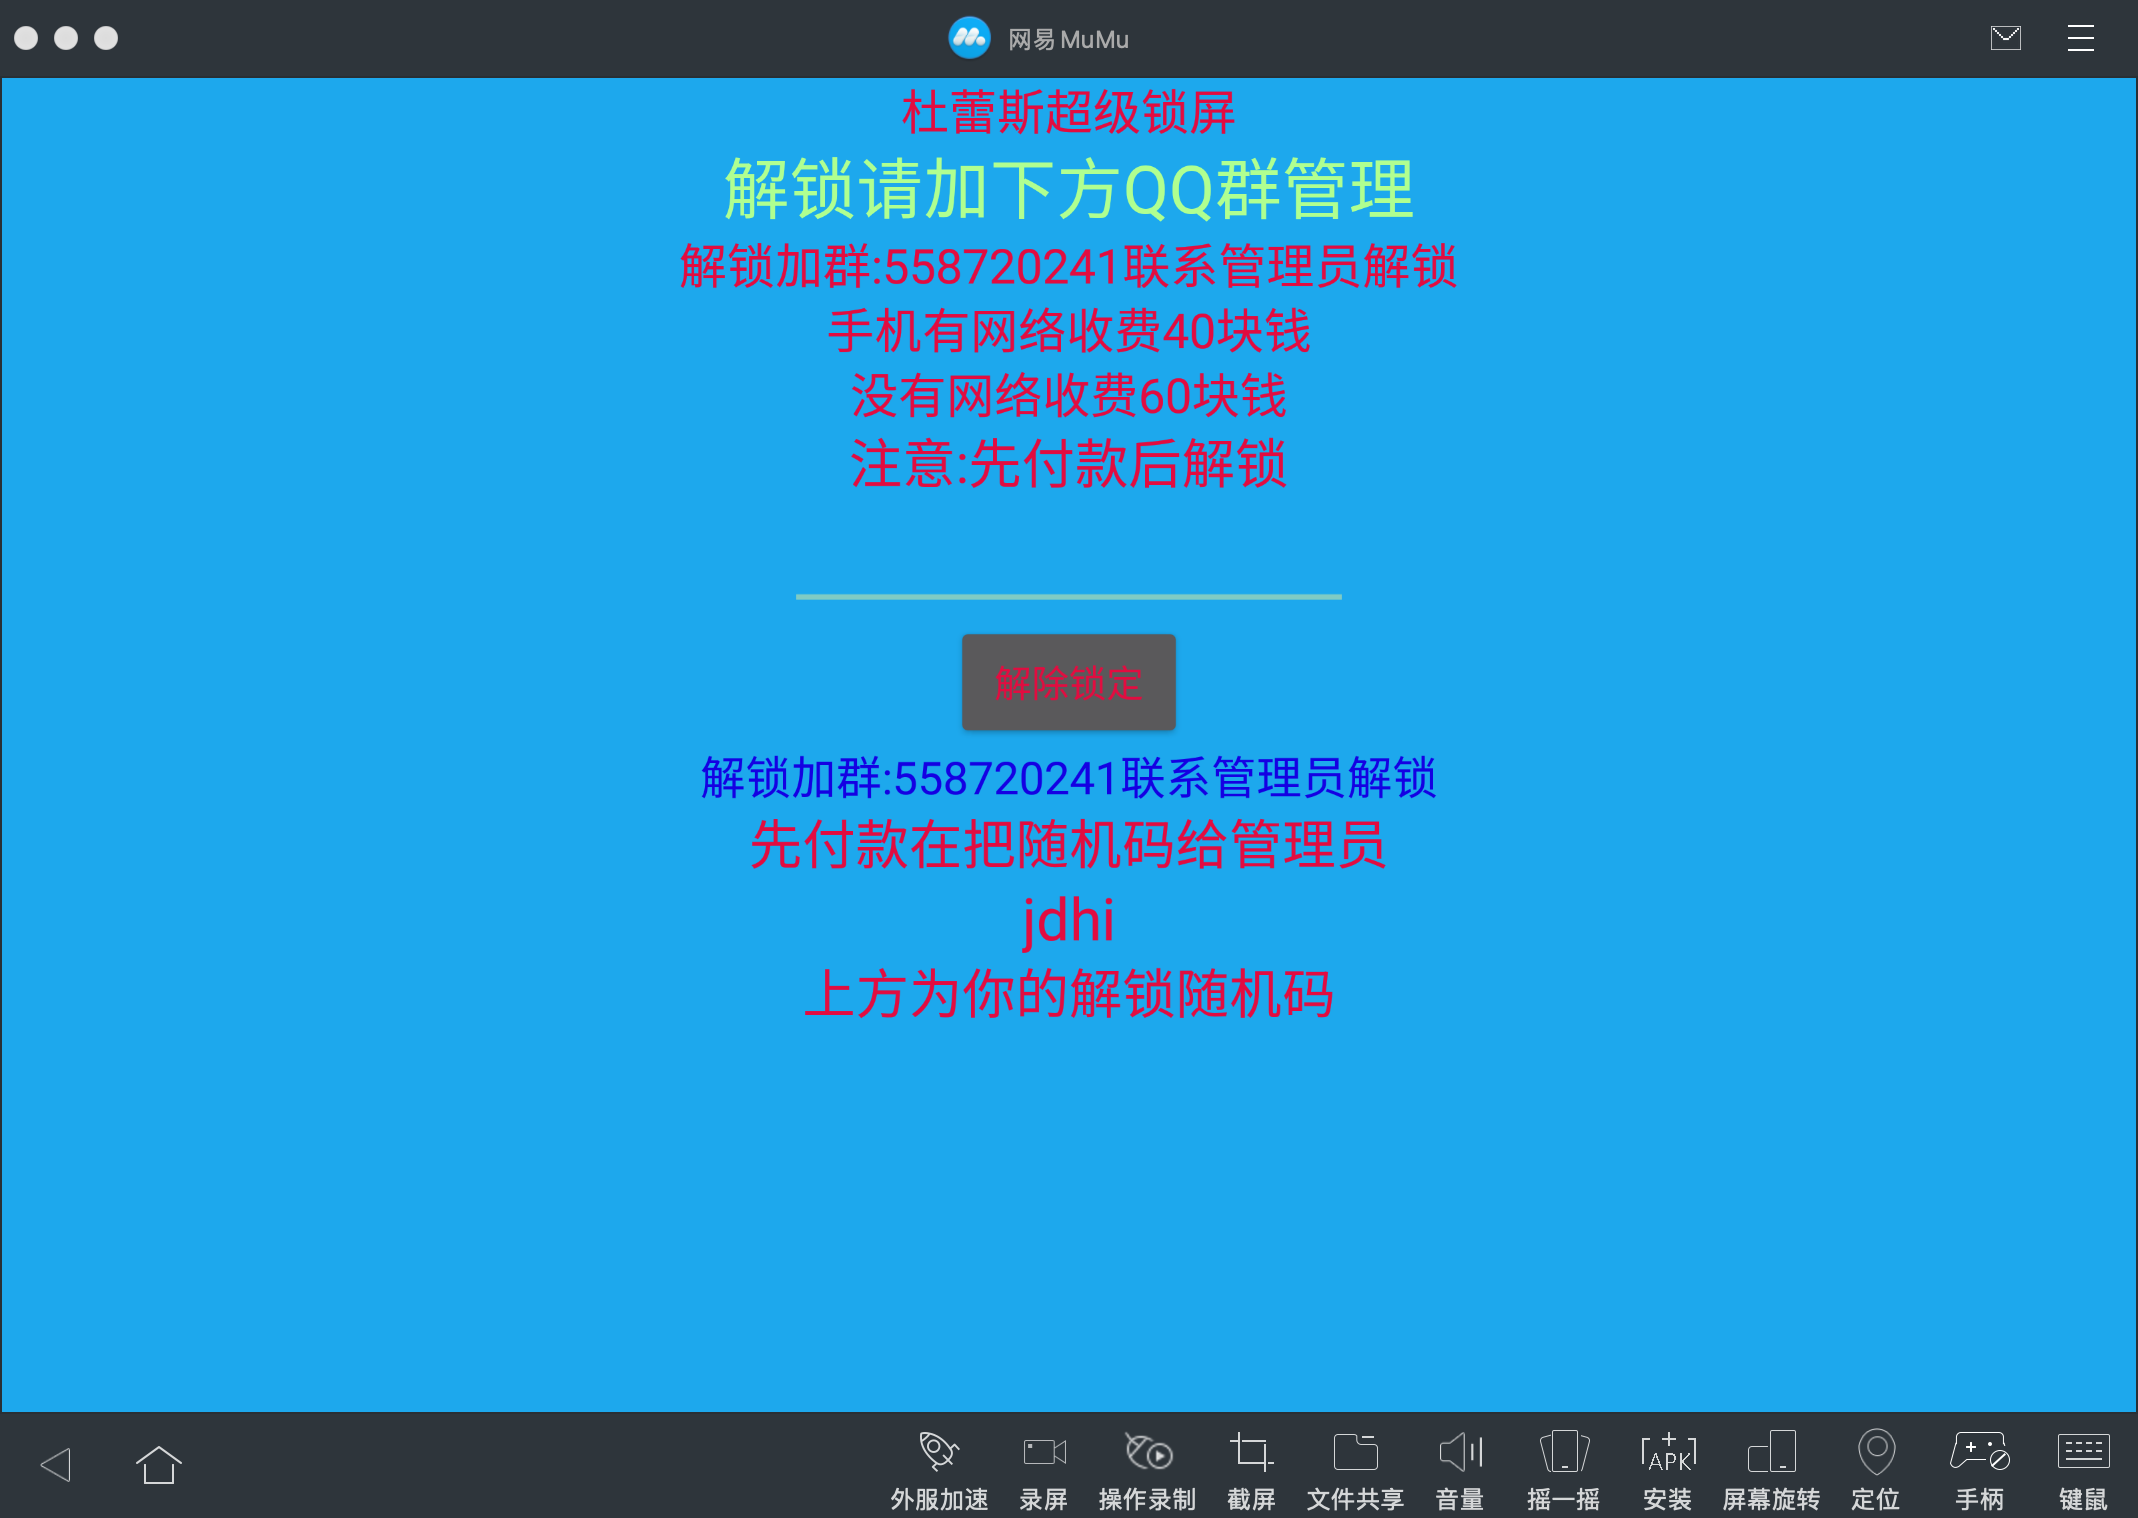 网易 MuMu
杜蕾斯超级锁屏
解锁请加下方QQ群管理
解锁加群:558720241联系管理员解锁
手机有网络收费40块钱
没有网络收费60块钱
注意:先付款后解锁
解除锁定
解锁加群:558720241联系管理员解锁
先付款在把随机码给管理员
jdhi
上方为你的解锁随机码
APK
外服加速 录屏 操作录制 截屏 文件共享 音量 摇一摇 安装 屏幕旋转 定位 手柄 键鼠